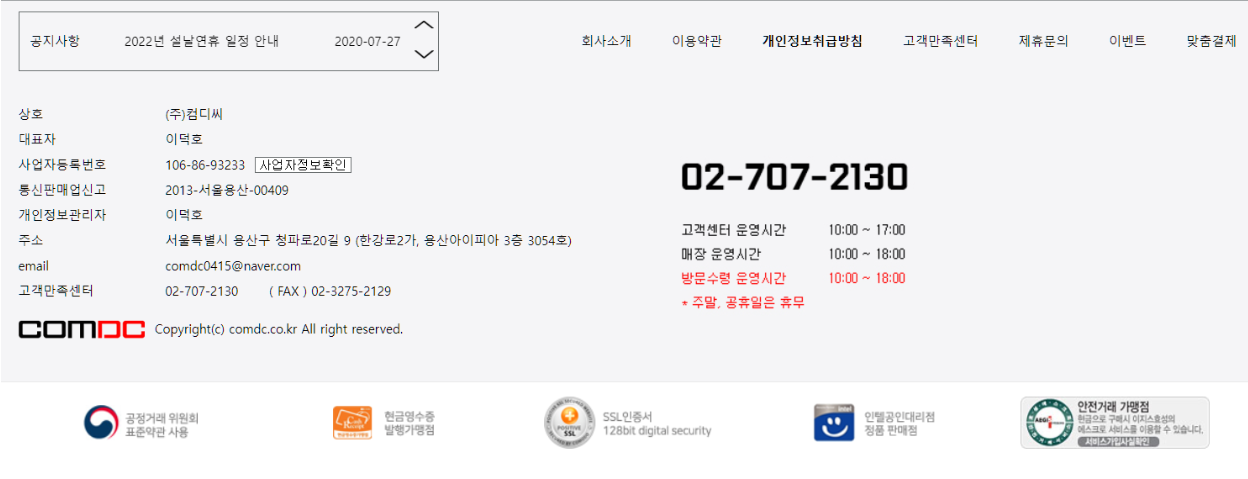 공지사항 2022년 설날연휴 일정 안내 2020-07-27
회사소개 이용약관 개인정보취급방침 고객만족센터 제휴문의 이벤트 맞춤결제
상호 (주)컴디씨
대표자 이덕호
사업자등록번호 106-86-93233 사업자정보확인
통신판매업신고 2013-서울용산-00409
개인정보관리자 이덕호
주소 서울특별시 용산구 청파로20길 9 (한강로2가, 용산아이피아 3층 3054호)
email comdc0415@naver.com
고객만족센터 02-707-2130 ( FAX ) 02-3275-2129
COMDC Copyright(c) comdc.co.kr All right reserved.
02-707-2130
고객센터 운영시간 10:00 ~ 17:00
매장 운영시간 10:00 ~ 18:00
방문수령 운영시간 10:00 ~ 18:00
* 주말, 공휴일은 휴무
공정거래 위원회
표준약관 사용
현금영수증
발행가맹점
POSITIVE
SSL
SSL인증서
128bit digital security
intel
인텔공인대리점
정품 판매점
안전거래 가맹점
현금으로 구매시 이지스효성의
에스크로 서비스를 이용할 수 있습니다.
서비스가입사실확인